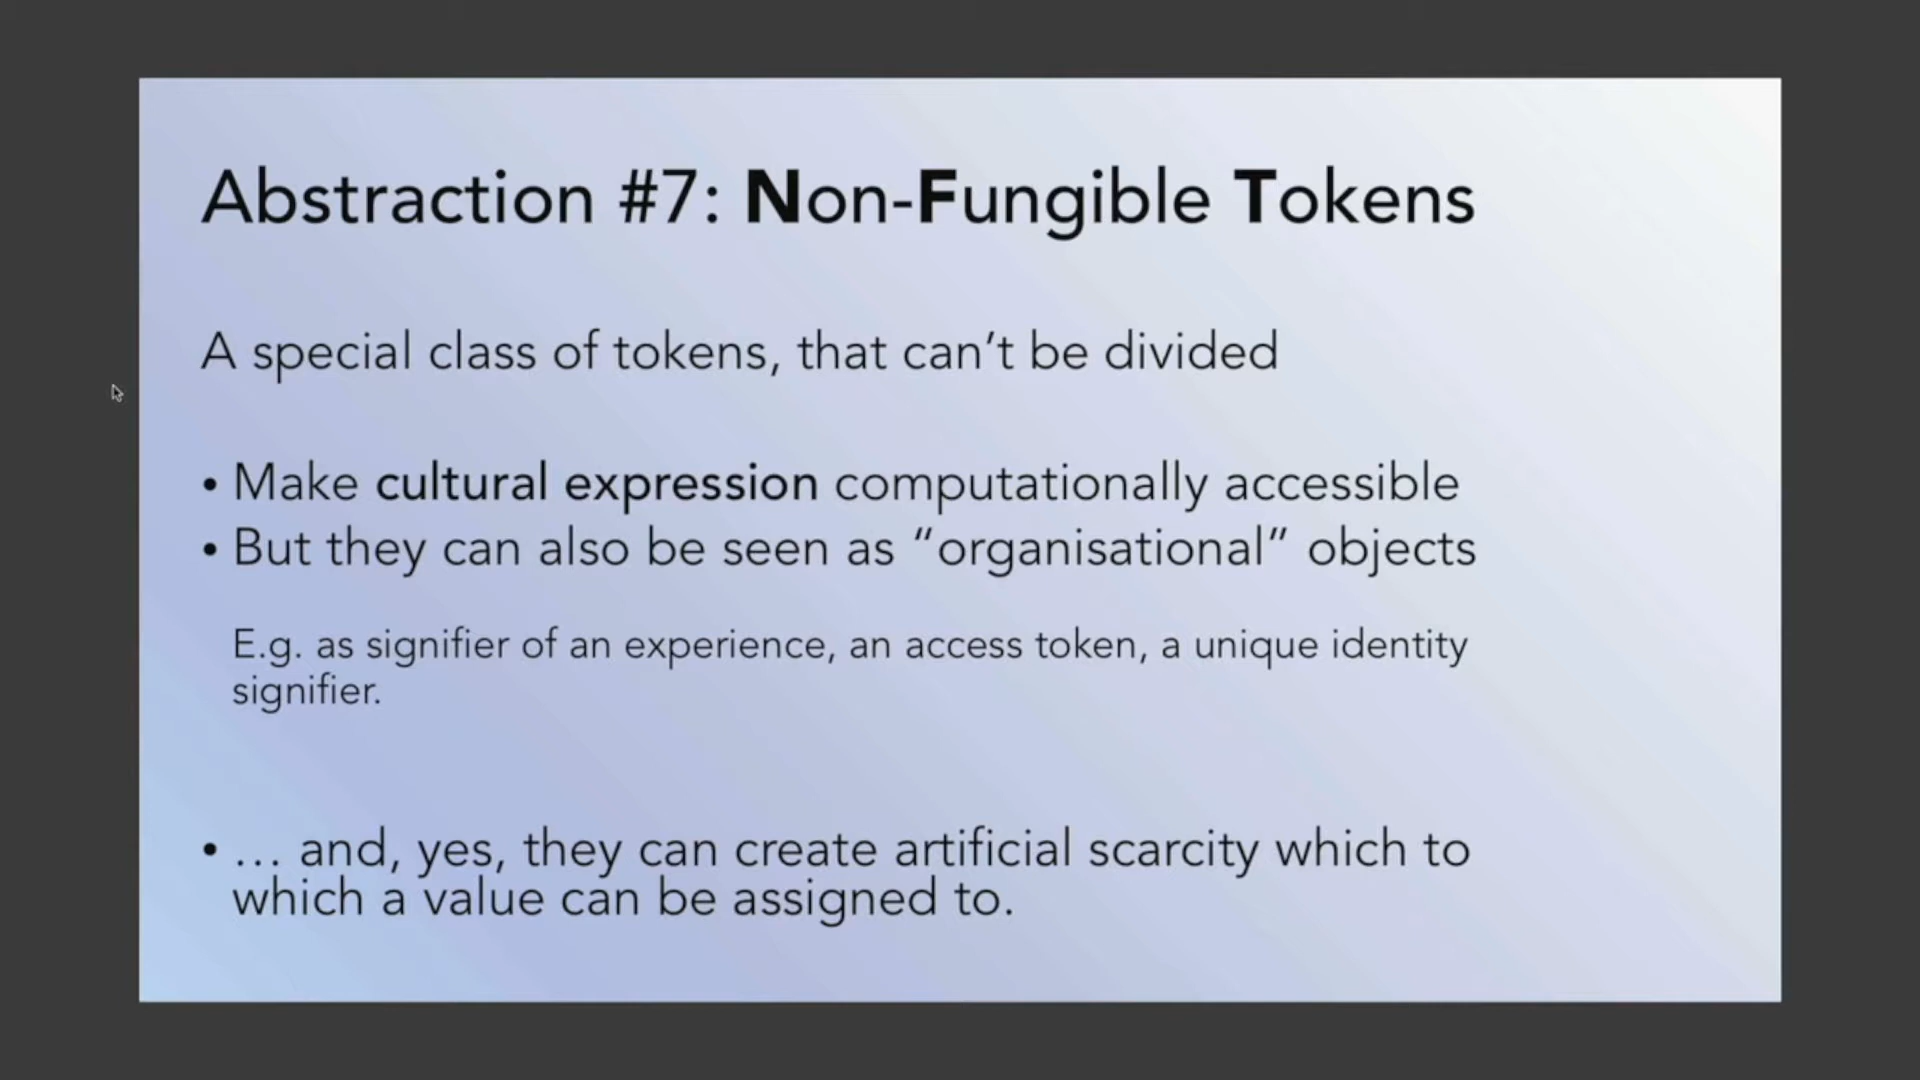 Abstraction #7: Non-Fungible Tokens
A special class of tokens, that can’t be divided
• Make cultural expression computationally accessible
• But they can also be seen as “organisational” objects
E.g. as signifier of an experience, an access token, a unique identity
signifier.
• … and, yes, they can create artificial scarcity which to
which a value can be assigned to.